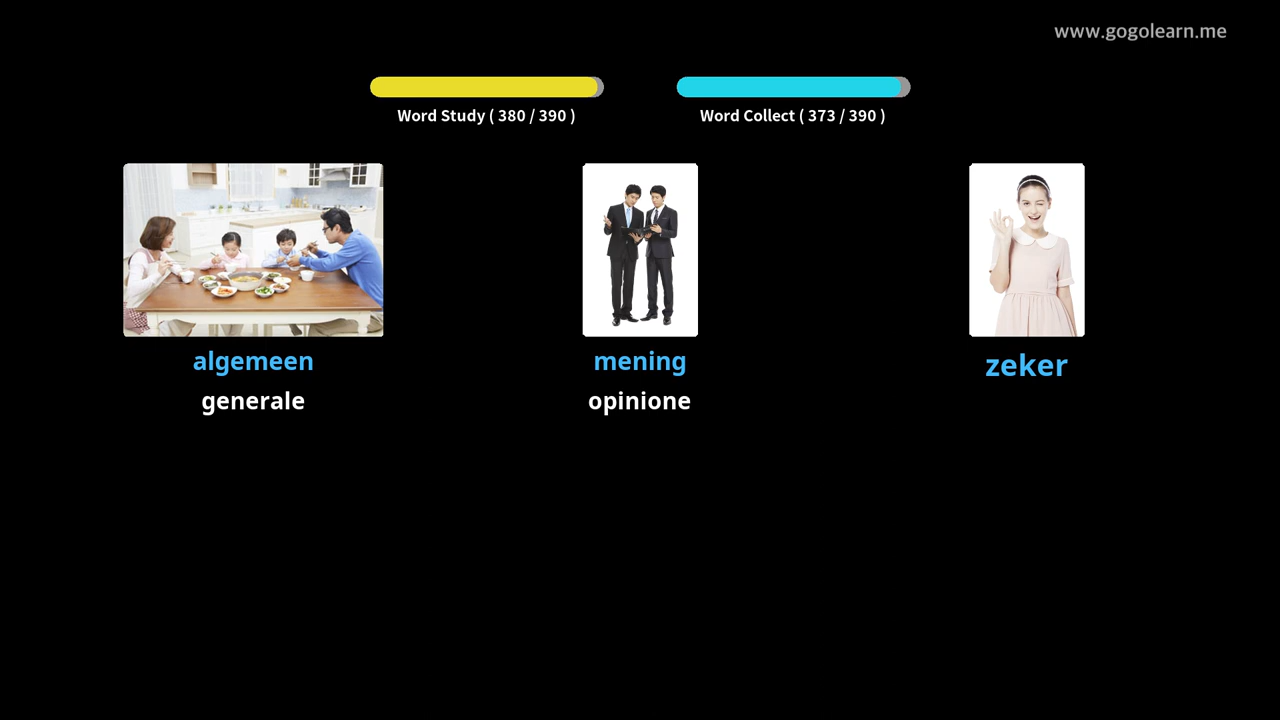 www.gogolearn.me
Word Study ( 380 / 390 )
Word Collect ( 373 / 390 )
algemeen
generale
mening
opinione
zeker